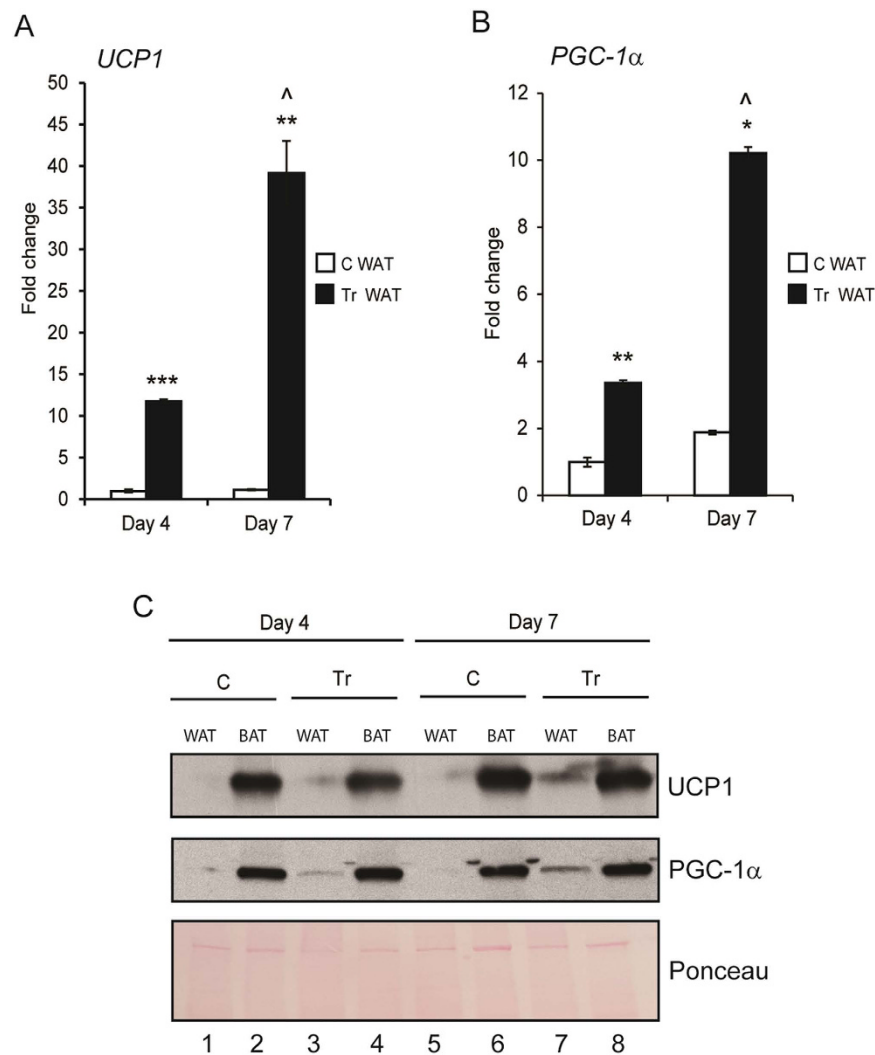 A
UCP1
50
45
40
35
30
25
20
15
10
5
0
Fold change
***
^
**
Day 4 Day 7
C WAT
Tr WAT
B
PGC-1α
12
10
8
6
4
2
0
Fold change
**
^
*
Day 4 Day 7
C WAT
Tr WAT
C
Day 4 Day 7
C Tr C Tr
WAT BAT WAT BAT WAT BAT WAT BAT
UCP1
PGC-1α
Ponceau
1 2 3 4 5 6 7 8